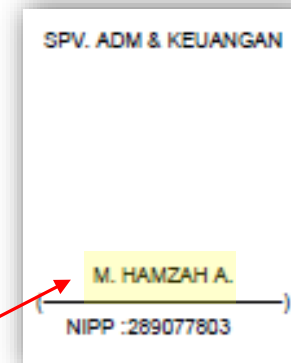 SPV. ADM & KEUANGAN
M. HAMZAH A.
( )
NIPP :289077803